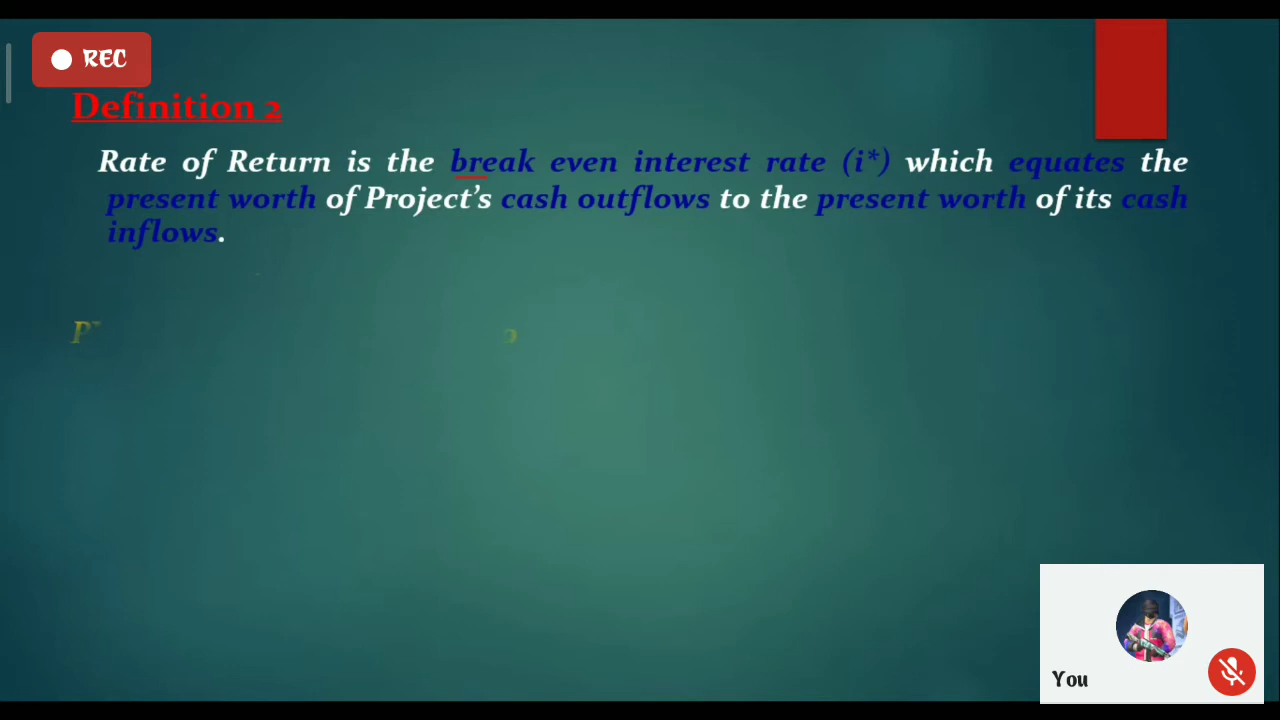 REC
Definition 2
Rate of Return is the break even interest rate (i*) which equates the
present worth of Project's cash outflows to the present worth of its cash
inflows.
You